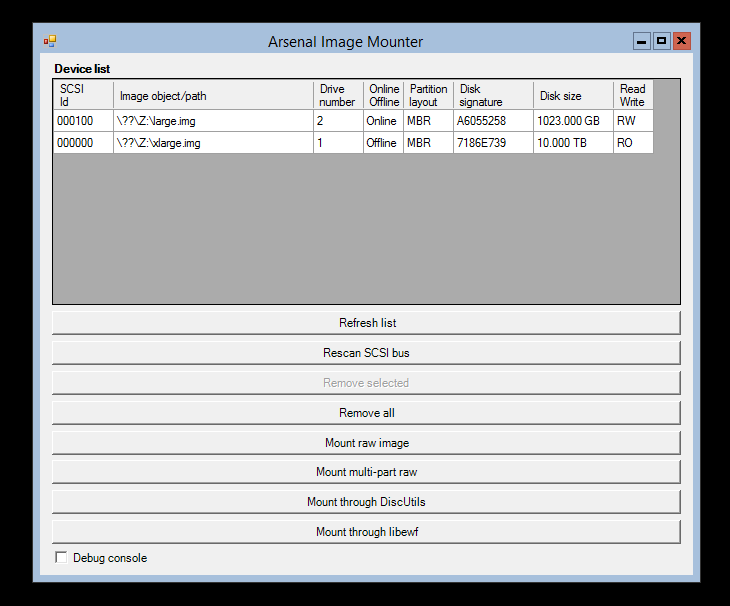 Arsenal Image Mounter
Device list
SCSI Id Image object/path Drive number Online Offline Partition layout Disk signature Disk size Read Write
000100 \??\Z:\large.img 2 Online MBR A6055258 1023.000 GB RW
000000 \??\Z:\xlarge.img 1 Offline MBR 7186E739 10.000 TB RO
Refresh list
Rescan SCSI bus
Remove selected
Remove all
Mount raw image
Mount multi-part raw
Mount through DiscUtils
Mount through libewf
Debug console